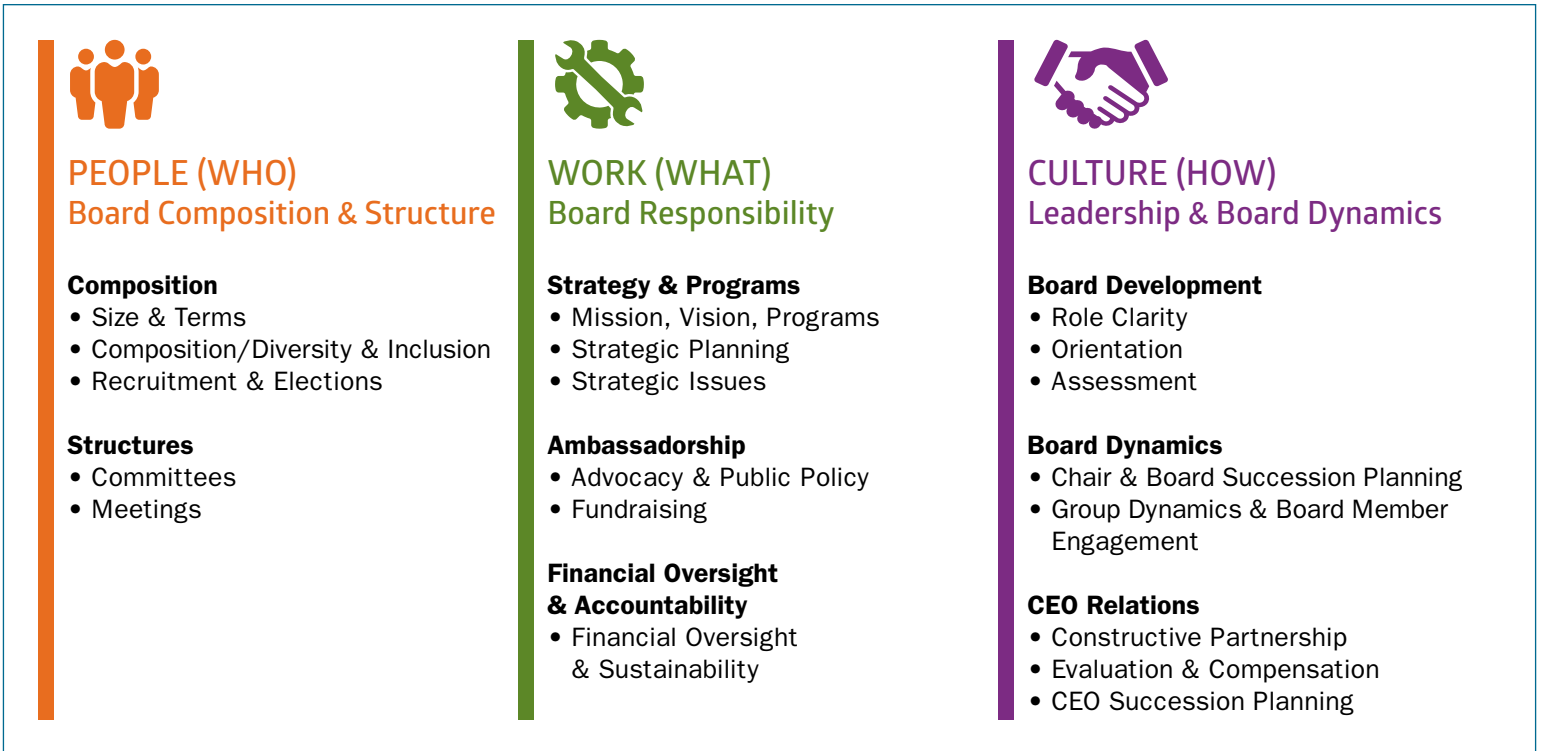 PEOPLE (WHO)
Board Composition & Structure
Composition
• Size & Terms
• Composition/Diversity & Inclusion
• Recruitment & Elections
Structures
• Committees
• Meetings
WORK (WHAT)
Board Responsibility
Strategy & Programs
• Mission, Vision, Programs
• Strategic Planning
• Strategic Issues
Ambassadorship
• Advocacy & Public Policy
• Fundraising
Financial Oversight
& Accountability
• Financial Oversight
& Sustainability
CULTURE (HOW)
Leadership & Board Dynamics
Board Development
• Role Clarity
• Orientation
• Assessment
Board Dynamics
• Chair & Board Succession Planning
• Group Dynamics & Board Member
Engagement
CEO Relations
• Constructive Partnership
• Evaluation & Compensation
• CEO Succession Planning